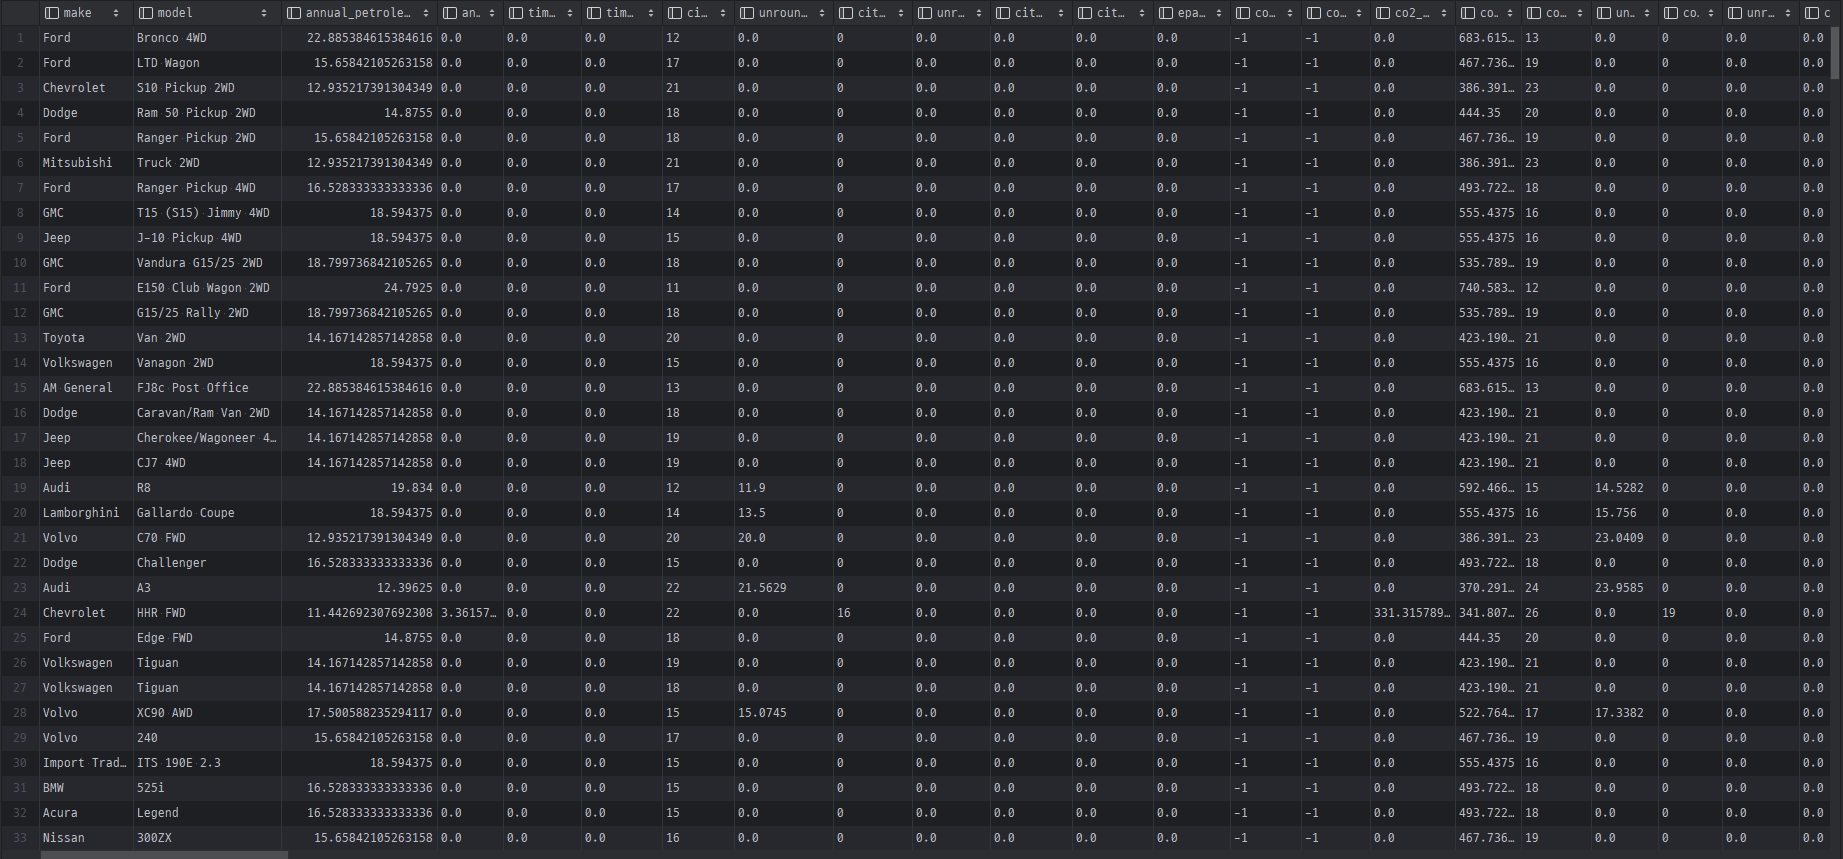 make model annual_petrole… an. tim… tim… ci… unroun… cit… unr… cit… cit… epa… co… co… co2_… co. co… un. co. unr… c
1 Ford Bronco 4WD 22.885384615384616 0.0 0.0 0.0 12 0.0 0 0.0 0.0 0.0 0.0 -1 -1 0.0 683.615… 13 0.0 0 0.0 0.0
2 Ford LTD Wagon 15.65842105263158 0.0 0.0 0.0 17 0.0 0 0.0 0.0 0.0 0.0 -1 -1 0.0 467.736… 19 0.0 0 0.0 0.0
3 Chevrolet S10 Pickup 2WD 12.935217391304349 0.0 0.0 0.0 21 0.0 0 0.0 0.0 0.0 0.0 -1 -1 0.0 386.391… 23 0.0 0 0.0 0.0
4 Dodge Ram 50 Pickup 2WD 14.8755 0.0 0.0 0.0 18 0.0 0 0.0 0.0 0.0 0.0 -1 -1 0.0 444.35 20 0.0 0 0.0 0.0
5 Ford Ranger Pickup 2WD 15.65842105263158 0.0 0.0 0.0 18 0.0 0 0.0 0.0 0.0 0.0 -1 -1 0.0 467.736… 19 0.0 0 0.0 0.0
6 Mitsubishi Truck 2WD 12.935217391304349 0.0 0.0 0.0 21 0.0 0 0.0 0.0 0.0 0.0 -1 -1 0.0 386.391… 23 0.0 0 0.0 0.0
7 Ford Ranger Pickup 4WD 16.528333333333336 0.0 0.0 0.0 17 0.0 0 0.0 0.0 0.0 0.0 -1 -1 0.0 493.722… 18 0.0 0 0.0 0.0
8 GMC T15 (S15) Jimmy 4WD 18.594375 0.0 0.0 0.0 14 0.0 0 0.0 0.0 0.0 0.0 -1 -1 0.0 555.4375 16 0.0 0 0.0 0.0
9 Jeep J-10 Pickup 4WD 18.594375 0.0 0.0 0.0 15 0.0 0 0.0 0.0 0.0 0.0 -1 -1 0.0 555.4375 16 0.0 0 0.0 0.0
10 GMC Vandura G15/25 2WD 18.799736842105265 0.0 0.0 0.0 18 0.0 0 0.0 0.0 0.0 0.0 -1 -1 0.0 535.789… 19 0.0 0 0.0 0.0
11 Ford E150 Club Wagon 2WD 24.7925 0.0 0.0 0.0 11 0.0 0 0.0 0.0 0.0 0.0 -1 -1 0.0 740.583… 12 0.0 0 0.0 0.0
12 GMC G15/25 Rally 2WD 18.799736842105265 0.0 0.0 0.0 18 0.0 0 0.0 0.0 0.0 0.0 -1 -1 0.0 535.789… 19 0.0 0 0.0 0.0
13 Toyota Van 2WD 14.167142857142858 0.0 0.0 0.0 20 0.0 0 0.0 0.0 0.0 0.0 -1 -1 0.0 423.190… 21 0.0 0 0.0 0.0
14 Volkswagen Vanagon 2WD 18.594375 0.0 0.0 0.0 15 0.0 0 0.0 0.0 0.0 0.0 -1 -1 0.0 555.4375 16 0.0 0 0.0 0.0
15 AM General FJ8c Post Office 22.885384615384616 0.0 0.0 0.0 13 0.0 0 0.0 0.0 0.0 0.0 -1 -1 0.0 683.615… 13 0.0 0 0.0 0.0
16 Dodge Caravan/Ram Van 2WD 14.167142857142858 0.0 0.0 0.0 18 0.0 0 0.0 0.0 0.0 0.0 -1 -1 0.0 423.190… 21 0.0 0 0.0 0.0
17 Jeep Cherokee/Wagoneer 4… 14.167142857142858 0.0 0.0 0.0 19 0.0 0 0.0 0.0 0.0 0.0 -1 -1 0.0 423.190… 21 0.0 0 0.0 0.0
18 Jeep CJ7 4WD 14.167142857142858 0.0 0.0 0.0 19 0.0 0 0.0 0.0 0.0 0.0 -1 -1 0.0 423.190… 21 0.0 0 0.0 0.0
19 Audi R8 19.834 0.0 0.0 0.0 12 11.9 0 0.0 0.0 0.0 0.0 -1 -1 0.0 592.466… 15 14.5282 0 0.0 0.0
20 Lamborghini Gallardo Coupe 18.594375 0.0 0.0 0.0 14 13.5 0 0.0 0.0 0.0 0.0 -1 -1 0.0 555.4375 16 15.756 0 0.0 0.0
21 Volvo C70 FWD 12.935217391304349 0.0 0.0 0.0 20 20.0 0 0.0 0.0 0.0 0.0 -1 -1 0.0 386.391… 23 23.0409 0 0.0 0.0
22 Dodge Challenger 16.528333333333336 0.0 0.0 0.0 15 0.0 0 0.0 0.0 0.0 0.0 -1 -1 0.0 493.722… 18 0.0 0 0.0 0.0
23 Audi A3 12.39625 0.0 0.0 0.0 22 21.5629 0 0.0 0.0 0.0 0.0 -1 -1 0.0 370.291… 24 23.9585 0 0.0 0.0
24 Chevrolet HHR FWD 11.442692307692308 3.36157… 0.0 0.0 22 0.0 16 0.0 0.0 0.0 0.0 -1 -1 331.315789… 341.807… 26 0.0 19 0.0 0.0
25 Ford Edge FWD 14.8755 0.0 0.0 0.0 18 0.0 0 0.0 0.0 0.0 0.0 -1 -1 0.0 444.35 20 0.0 0 0.0 0.0
26 Volkswagen Tiguan 14.167142857142858 0.0 0.0 0.0 19 0.0 0 0.0 0.0 0.0 0.0 -1 -1 0.0 423.190… 21 0.0 0 0.0 0.0
27 Volkswagen Tiguan 14.167142857142858 0.0 0.0 0.0 18 0.0 0 0.0 0.0 0.0 0.0 -1 -1 0.0 423.190… 21 0.0 0 0.0 0.0
28 Volvo XC90 AWD 17.500588235294117 0.0 0.0 0.0 15 15.0745 0 0.0 0.0 0.0 0.0 -1 -1 0.0 522.764… 17 17.3382 0 0.0 0.0
29 Volvo 240 15.65842105263158 0.0 0.0 0.0 17 0.0 0 0.0 0.0 0.0 0.0 -1 -1 0.0 467.736… 19 0.0 0 0.0 0.0
30 Import Trad… ITS 190E 2.3 18.594375 0.0 0.0 0.0 15 0.0 0 0.0 0.0 0.0 0.0 -1 -1 0.0 555.4375 16 0.0 0 0.0 0.0
31 BMW 525i 16.528333333333336 0.0 0.0 0.0 15 0.0 0 0.0 0.0 0.0 0.0 -1 -1 0.0 493.722… 18 0.0 0 0.0 0.0
32 Acura Legend 16.528333333333336 0.0 0.0 0.0 15 0.0 0 0.0 0.0 0.0 0.0 -1 -1 0.0 493.722… 18 0.0 0 0.0 0.0
33 Nissan 300ZX 15.65842105263158 0.0 0.0 0.0 16 0.0 0 0.0 0.0 0.0 0.0 -1 -1 0.0 467.736… 19 0.0 0 0.0 0.0